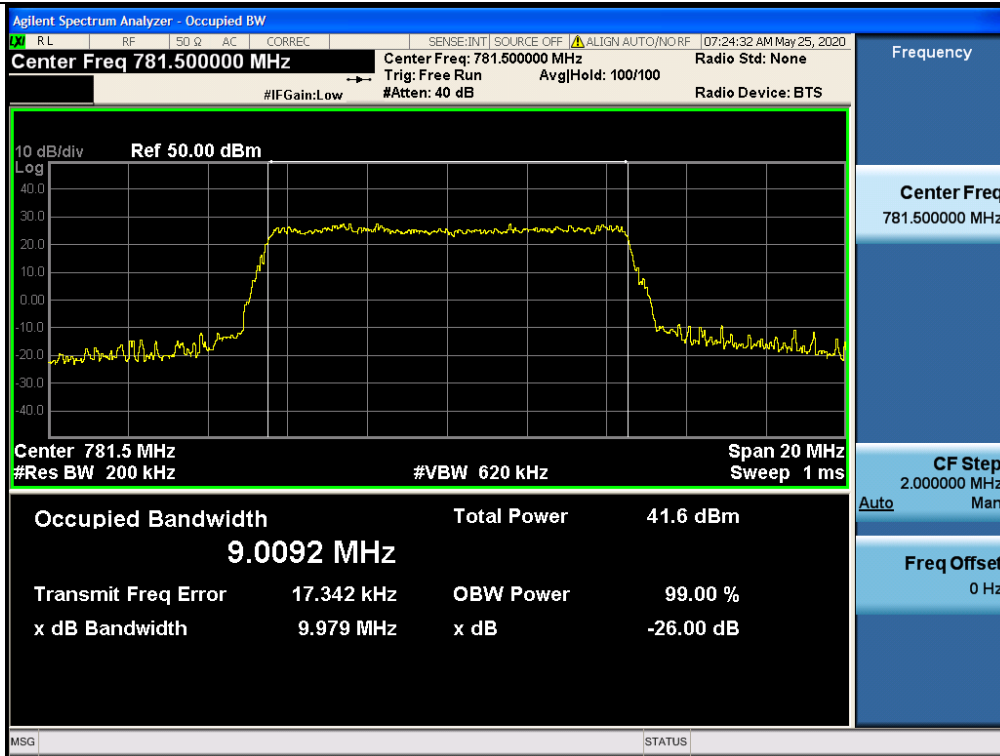 Agilent Spectrum Analyzer - Occupied BW
LXI RL RF 50 Ω AC CORREC SENSE:INT SOURCE OFF ALIGN AUTO/NO RF 07:24:32 AM May 25, 2020
Center Freq 781.500000 MHz
Center Freq: 781.500000 MHz
Radio Std: None
Trig: Free Run Avg|Hold: 100/100
#IFGain:Low
#Atten: 40 dB
Radio Device: BTS
10 dB/div Ref 50.00 dBm
Log
40.0
30.0
20.0
10.0
0.00
-10.0
-20.0
-30.0
-40.0
Center 781.5 MHz
Span 20 MHz
#Res BW 200 kHz
#VBW 620 kHz
Sweep 1 ms
Occupied Bandwidth
9.0092 MHz
Total Power 41.6 dBm
Transmit Freq Error 17.342 kHz
OBW Power 99.00 %
x dB Bandwidth 9.979 MHz
x dB -26.00 dB
Frequency
Center Freq
781.500000 MHz
CF Step
2.000000 MHz
Auto Man
Freq Offset
0 Hz
MSG
STATUS